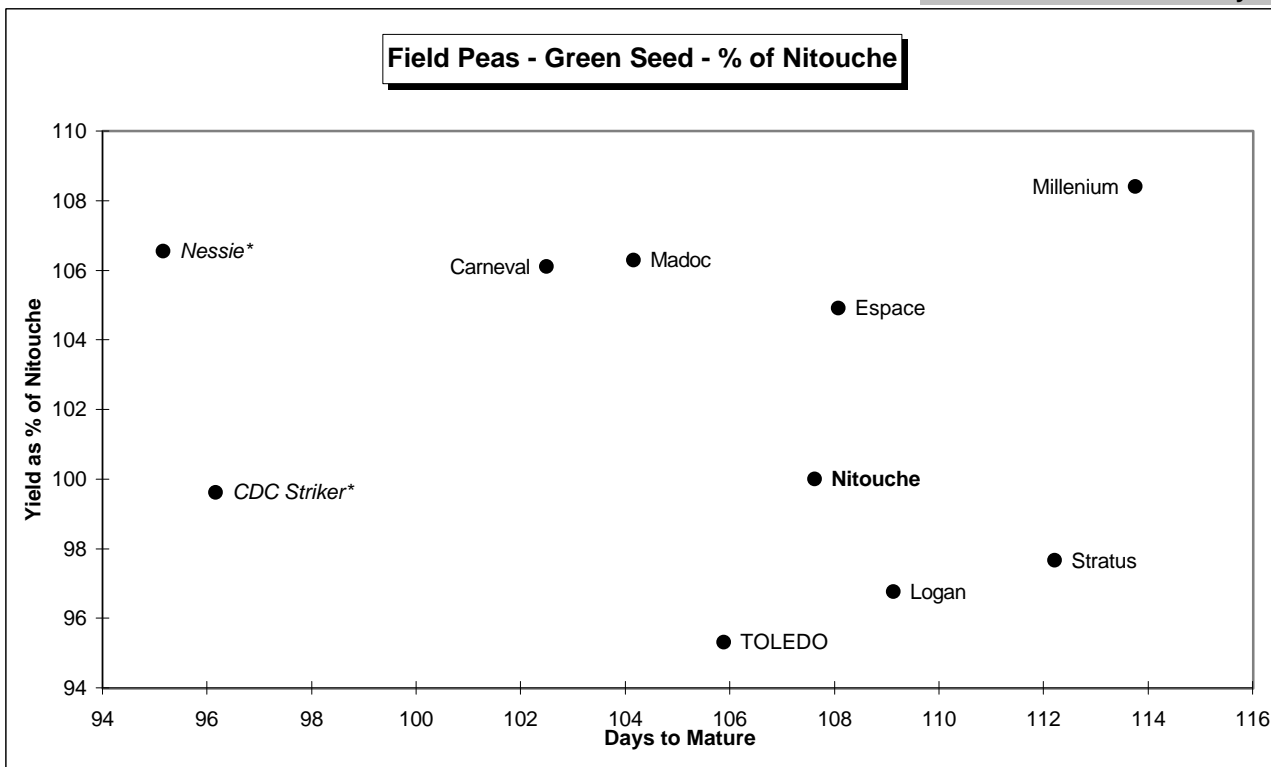 Field Peas - Green Seed - % of Nitouche
110
108
106
104
102
100
98
96
94
Yield as % of Nitouche
Millenium
Nessie*
Carneval
Madoc
Espace
CDC Striker*
Nitouche
Stratus
Logan
TOLEDO
94 96 98 100 102 104 106 108 110 112 114 116
Days to Mature